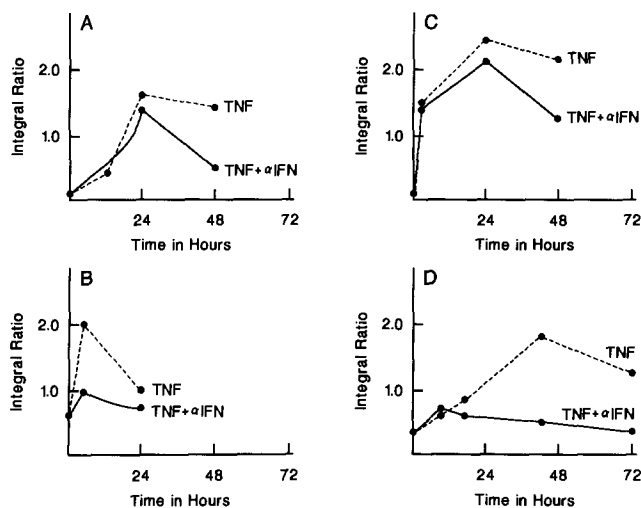 A
Integral Ratio
2.0
1.0
TNF
TNF+αIFN
24 48 72
Time in Hours
C
Integral Ratio
2.0
1.0
TNF
TNF+αIFN
24 48 72
Time in Hours
B
Integral Ratio
2.0
1.0
TNF
TNF+αIFN
24 48 72
Time in Hours
D
Integral Ratio
2.0
1.0
TNF
TNF+αIFN
24 48 72
Time in Hours